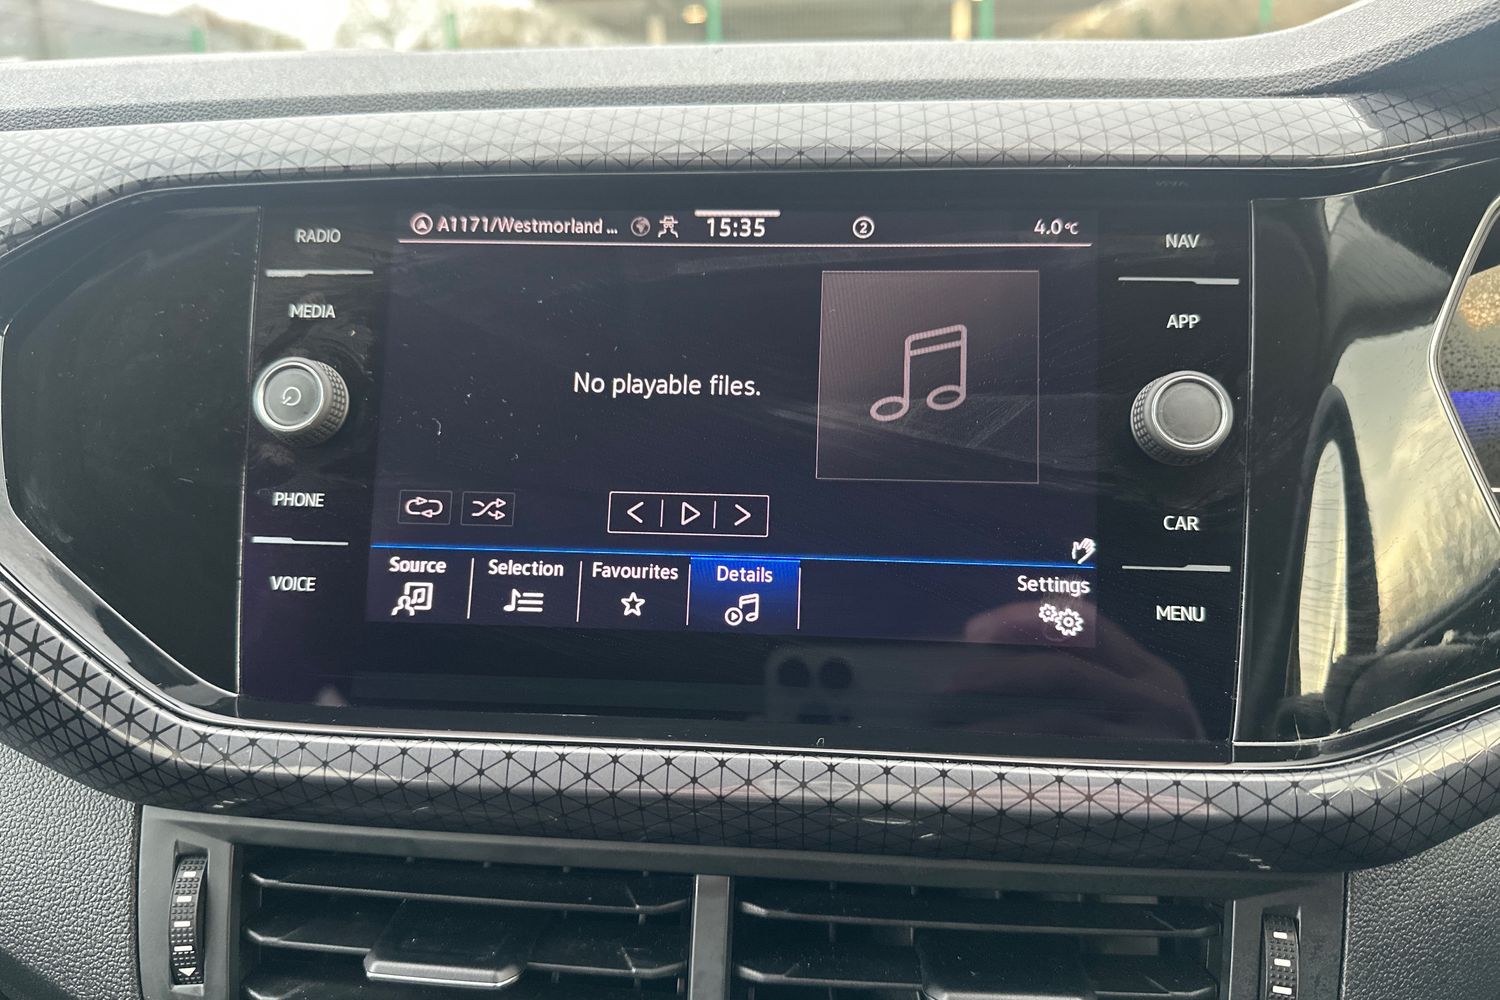 RADIO
MEDIA
PHONE
VOICE
A1171/Westmorland ...
15:35
2
4.0°C
No playable files.
Source
Selection
Favourites
Details
Settings
NAV
APP
CAR
MENU